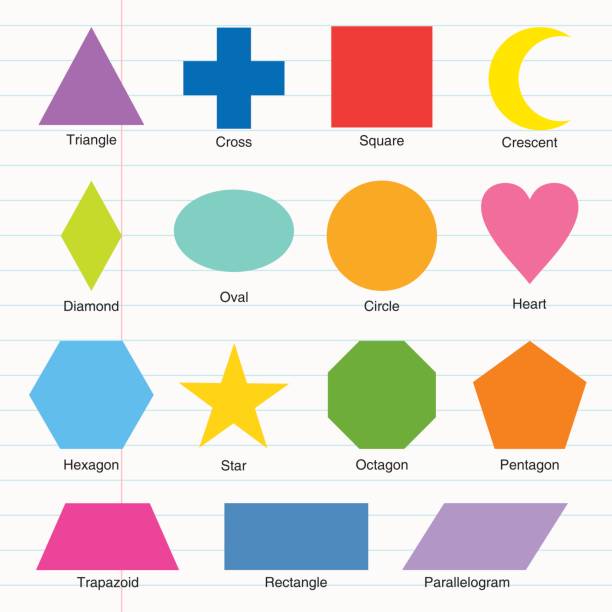 Triangle Cross Square Crescent
Diamond Oval Circle Heart
Hexagon Star Octagon Pentagon
Trapazoid Rectangle Parallelogram